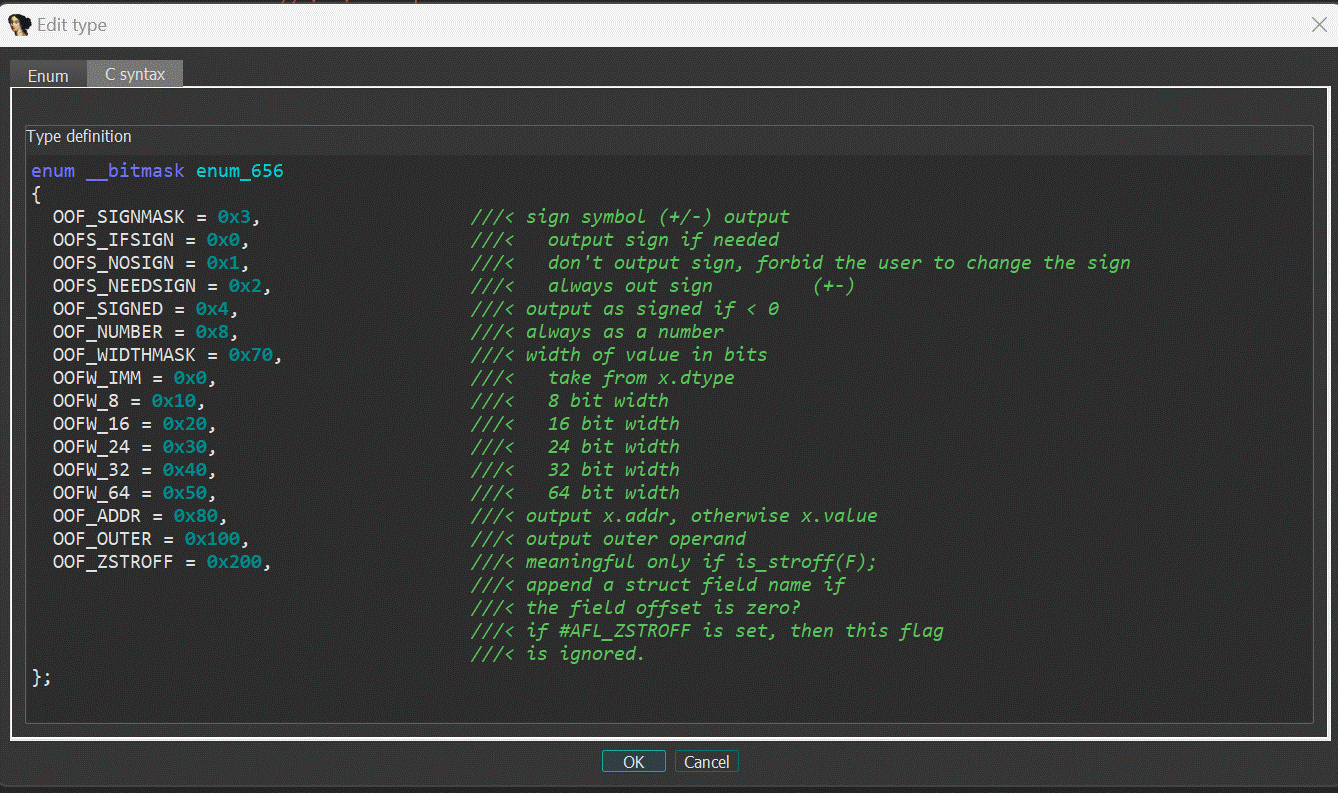 Edit type
Enum C syntax
Type definition
enum __bitmask enum_656
{
  OOF_SIGNMASK = 0x3,                   ///< sign symbol (+/-) output
  OOFS_IFSIGN = 0x0,                    ///<   output sign if needed
  OOFS_NOSIGN = 0x1,                    ///<   don't output sign, forbid the user to change the sign
  OOFS_NEEDSIGN = 0x2,                  ///<   always out sign         (+-)
  OOF_SIGNED = 0x4,                     ///< output as signed if < 0
  OOF_NUMBER = 0x8,                     ///< always as a number
  OOF_WIDTHMASK = 0x70,                 ///< width of value in bits
  OOFW_IMM = 0x0,                       ///<   take from x.dtype
  OOFW_8 = 0x10,                        ///<   8 bit width
  OOFW_16 = 0x20,                       ///<   16 bit width
  OOFW_24 = 0x30,                       ///<   24 bit width
  OOFW_32 = 0x40,                       ///<   32 bit width
  OOFW_64 = 0x50,                       ///<   64 bit width
  OOF_ADDR = 0x80,                      ///< output x.addr, otherwise x.value
  OOF_OUTER = 0x100,                    ///< output outer operand
  OOF_ZSTROFF = 0x200,                  ///< meaningful only if is_stroff(F);
                                        ///< append a struct field name if
                                        ///< the field offset is zero?
                                        ///< if #AFL_ZSTROFF is set, then this flag
                                        ///< is ignored.
};
OK Cancel